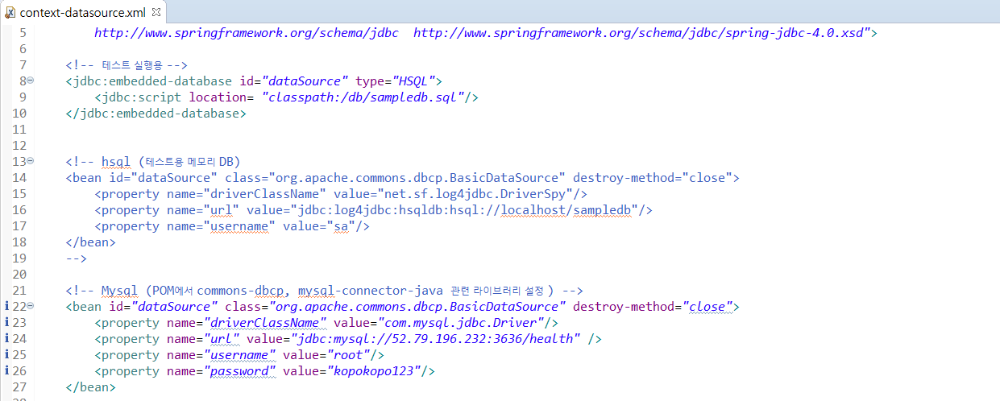 context-datasource.xml
5 http://www.springframework.org/schema/jdbc http://www.springframework.org/schema/jdbc/spring-jdbc-4.0.xsd">
6
7 <!-- 테스트 실행용 -->
8 <jdbc:embedded-database id="dataSource" type="HSQL">
9 <jdbc:script location= "classpath:/db/sampledb.sql"/>
10 </jdbc:embedded-database>
11
12
13 <!-- hsql (테스트용 메모리 DB)
14 <bean id="dataSource" class="org.apache.commons.dbcp.BasicDataSource" destroy-method="close">
15 <property name="driverClassName" value="net.sf.log4jdbc.DriverSpy"/>
16 <property name="url" value="jdbc:log4jdbc:hsqldb:hsql://localhost/sampledb"/>
17 <property name="username" value="sa"/>
18 </bean>
19 -->
20
21 <!-- Mysql (POM에서 commons-dbcp, mysql-connector-java 관련 라이브러리 설정 ) -->
22 <bean id="dataSource" class="org.apache.commons.dbcp.BasicDataSource" destroy-method="close">
23 <property name="driverClassName" value="com.mysql.jdbc.Driver"/>
24 <property name="url" value="jdbc:mysql://52.79.196.232:3636/health" />
25 <property name="username" value="root"/>
26 <property name="password" value="kopokopo123"/>
27 </bean>